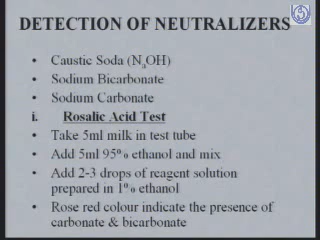 DETECTION OF NEUTRALIZERS
• Caustic Soda (NaOH)
• Sodium Bicarbonate
• Sodium Carbonate
i. Rosalic Acid Test
• Take 5ml milk in test tube
• Add 5ml 95% ethanol and mix
• Add 2-3 drops of reagent solution
prepared in 1% ethanol
• Rose red colour indicate the presence of
carbonate & bicarbonate